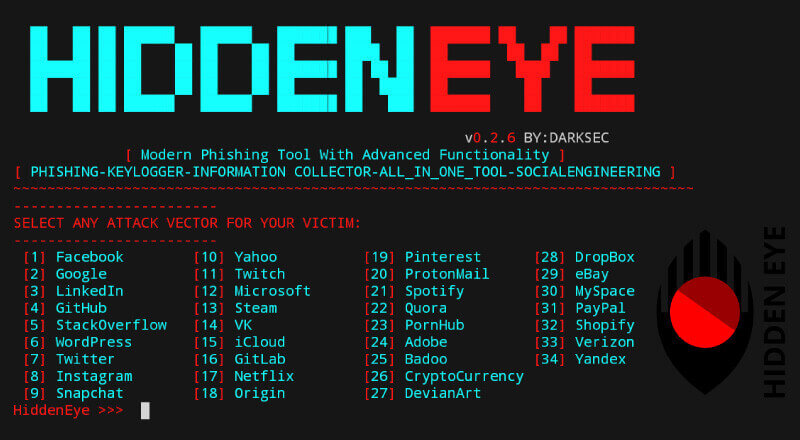 HIDDEN EYE
v0.2.6 BY:DARKSEC
[ Modern Phishing Tool With Advanced Functionality ]
[ PHISHING-KEYLOGGER-INFORMATION COLLECTOR-ALL_IN_ONE_TOOL-SOCIALENGINEERING ]
~~~~~~~~~~~~~~~~~~~~~~~~~~~~~~~~~~~~~~~~~~~~~~~~~~~~~~~~~~~~~~~~~~~~~~~~~~~~~~~~
------------------------
SELECT ANY ATTACK VECTOR FOR YOUR VICTIM:
------------------------
[1] Facebook [10] Yahoo [19] Pinterest [28] DropBox
[2] Google [11] Twitch [20] ProtonMail [29] eBay
[3] LinkedIn [12] Microsoft [21] Spotify [30] MySpace
[4] GitHub [13] Steam [22] Quora [31] PayPal
[5] StackOverflow [14] VK [23] PornHub [32] Shopify
[6] WordPress [15] iCloud [24] Adobe [33] Verizon
[7] Twitter [16] GitLab [25] Badoo [34] Yandex
[8] Instagram [17] Netflix [26] CryptoCurrency
[9] Snapchat [18] Origin [27] DevianArt
HiddenEye >>>
HIDDEN EYE